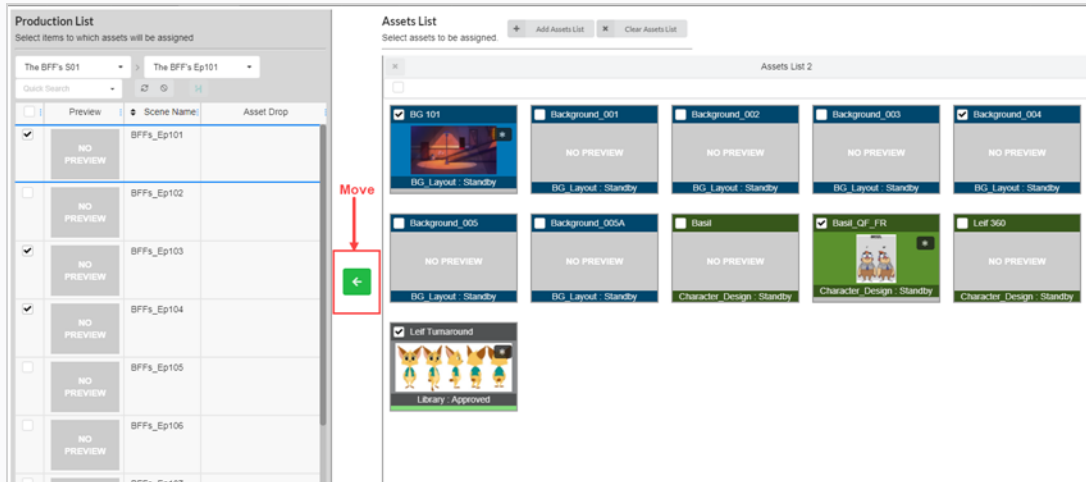 Production List
Select items to which assets will be assigned
The BFF's S01
>
The BFF's Ep101
Quick Search
Preview
Scene Name
Asset Drop
NO PREVIEW
BFFs_Ep101
NO PREVIEW
BFFs_Ep102
NO PREVIEW
BFFs_Ep103
NO PREVIEW
BFFs_Ep104
NO PREVIEW
BFFs_Ep105
NO PREVIEW
BFFs_Ep106
Move
Assets List
Select assets to be assigned.
Add Assets List
Clear Assets List
Assets List 2
BG 101
BG_Layout : Standby
Background_001
NO PREVIEW
BG_Layout : Standby
Background_002
NO PREVIEW
BG_Layout : Standby
Background_003
NO PREVIEW
BG_Layout : Standby
Background_004
NO PREVIEW
BG_Layout : Standby
Background_005
NO PREVIEW
BG_Layout : Standby
Background_005A
NO PREVIEW
BG_Layout : Standby
Basil
NO PREVIEW
Character_Design : Standby
Basil_QF_FR
Character_Design : Standby
Leif 360
NO PREVIEW
Character_Design : Standby
Leif Turnaround
Library : Approved